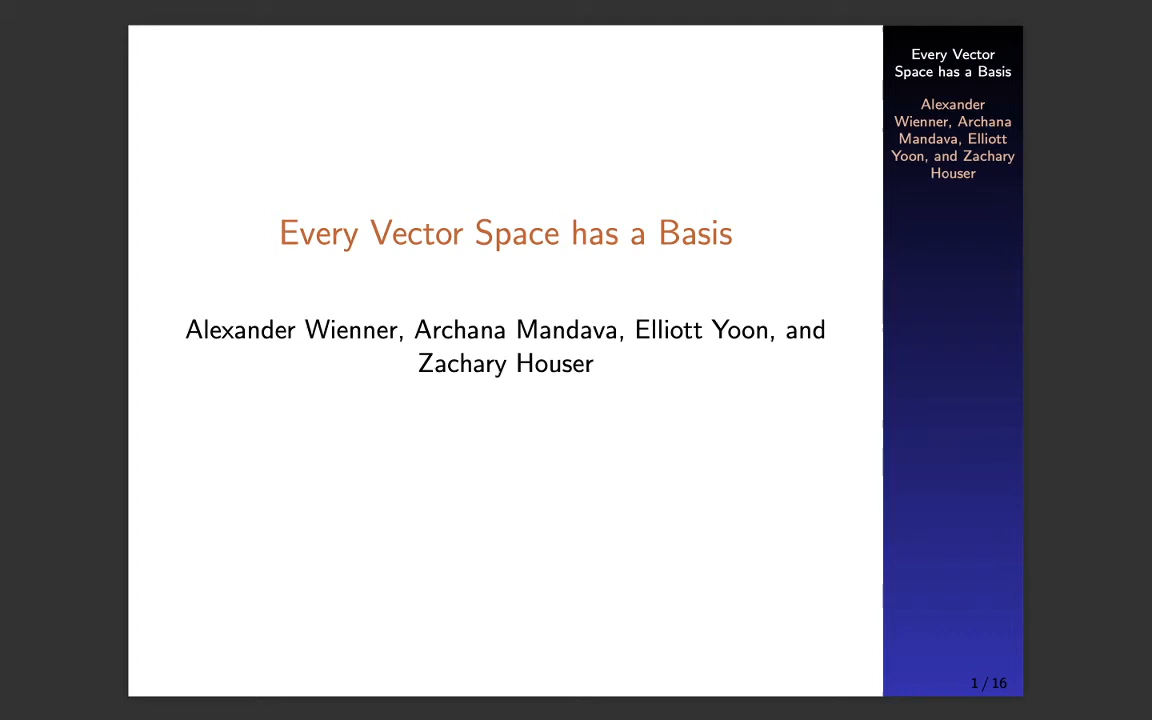 Every Vector Space has a Basis
Alexander Wienner, Archana Mandava, Elliott Yoon, and
Zachary Houser
Every Vector
Space has a Basis
Alexander
Wienner, Archana
Mandava, Elliott
Yoon, and Zachary
Houser
1 / 16